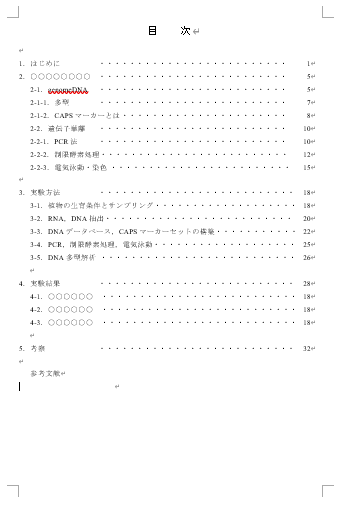 目　次
1. はじめに ・・・・・・・・・・・・・・・・・・・・ 1
2. 〇〇〇〇〇〇〇〇 ・・・・・・・・・・・・・・・・・・・・ 5
2-1. genomeDNA ・・・・・・・・・・・・・・・・・・・・ 5
2-1-1. 多型 ・・・・・・・・・・・・・・・・・・・・ 7
2-1-2. CAPS マーカーとは・・・・・・・・・・・・・・・・・・ 8
2-2. 遺伝子単離 ・・・・・・・・・・・・・・・・・・・・ 10
2-2-1. PCR 法 ・・・・・・・・・・・・・・・・・・・・ 10
2-2-2. 制限酵素処理・・・・・・・・・・・・・・・・・・・・ 12
2-2-3. 電気泳動・染色 ・・・・・・・・・・・・・・・・・・・ 15
3. 実験方法 ・・・・・・・・・・・・・・・・・・・・ 18
3-1. 植物の生育条件とサンプリング・・・・・・・・・・・・・・ 18
3-2. RNA，DNA 抽出・・・・・・・・・・・・・・・・・・・・ 20
3-3. DNA データベース，CAPS マーカーセットの構築・・・・・・・・ 22
3-4. PCR，制限酵素処理，電気泳動・・・・・・・・・・・・・・ 25
3-5. DNA 多型解析 ・・・・・・・・・・・・・・・・・・・・ 26
4. 実験結果 ・・・・・・・・・・・・・・・・・・・・ 28
4-1. 〇〇〇〇〇〇 ・・・・・・・・・・・・・・・・・・・・ 18
4-2. 〇〇〇〇〇〇 ・・・・・・・・・・・・・・・・・・・・ 18
4-3. 〇〇〇〇〇〇 ・・・・・・・・・・・・・・・・・・・・ 18
5. 考察 ・・・・・・・・・・・・・・・・・・・・ 32
参考文献